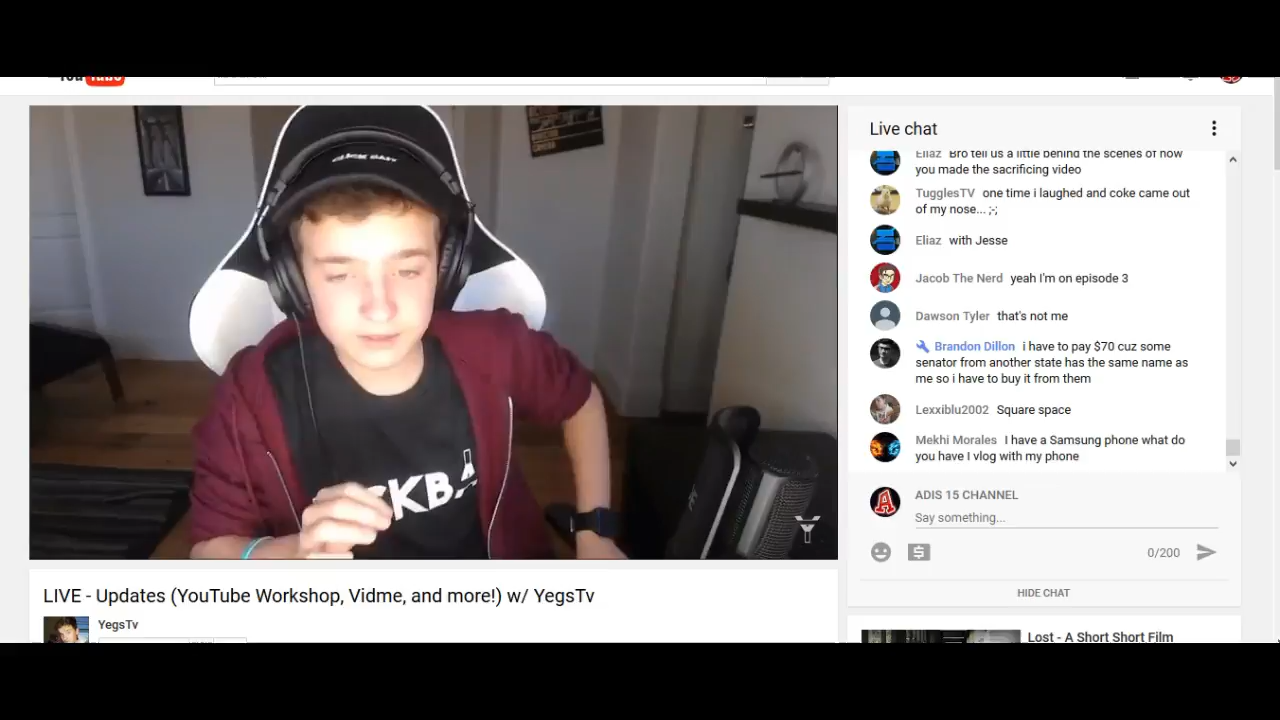 YouTube
CLICK BAIT
CAMERA
CKBA
LIVE - Updates (YouTube Workshop, Vidme, and more!) w/ YegsTv
YegsTv
Live chat
Eliaz Bro tell us a little behind the scenes of how
you made the sacrificing video
TugglesTV one time i laughed and coke came out
of my nose... ;-;
Eliaz with Jesse
Jacob The Nerd yeah I'm on episode 3
Dawson Tyler that's not me
Brandon Dillon i have to pay $70 cuz some
senator from another state has the same name as
me so i have to buy it from them
Lexxiblu2002 Square space
Mekhi Morales I have a Samsung phone what do
you have I vlog with my phone
ADIS 15 CHANNEL
Say something...
0/200
HIDE CHAT
Lost - A Short Short Film